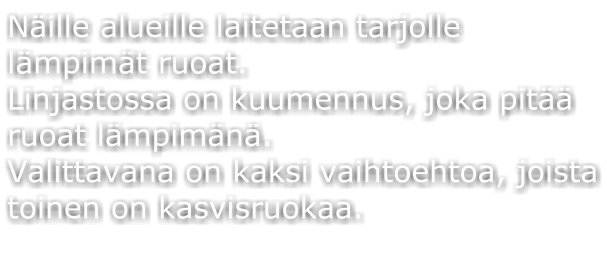 Näille alueille laitetaan tarjolle
lämpimät ruoat.
Linjastossa on kuumennus, joka pitää
ruoat lämpimänä.
Valittavana on kaksi vaihtoehtoa, joista
toinen on kasvisruokaa.